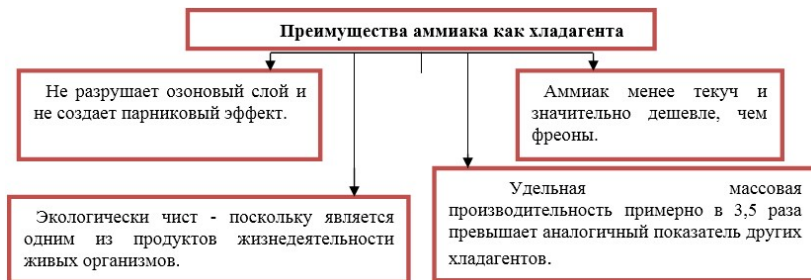 Преимущества аммиака как хладагента
Не разрушает озоновый слой и
не создает парниковый эффект.
Аммиак менее текуч и
значительно дешевле, чем
фреоны.
Экологически чист - поскольку является
одним из продуктов жизнедеятельности
живых организмов.
Удельная массовая
производительность примерно в 3,5 раза
превышает аналогичный показатель других
хладагентов.